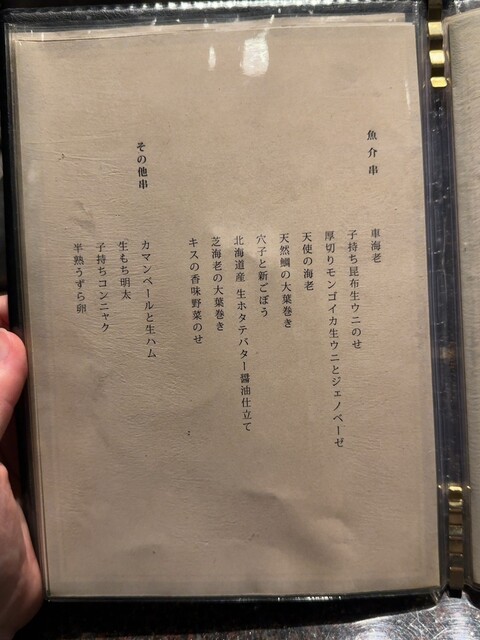 魚介串
車海老
子持ち昆布生ウニのせ
厚切りモンゴイカ生ウニとジェノベーゼ
天使の海老
天然鯛の大葉巻き
穴子と新ごぼう
北海道産 生ホタテバター醤油仕立て
芝海老の大葉巻き
キスの香味野菜のせ
その他串
カマンベールと生ハム
生もち明太
子持ちコンニャク
半熟うずら卵